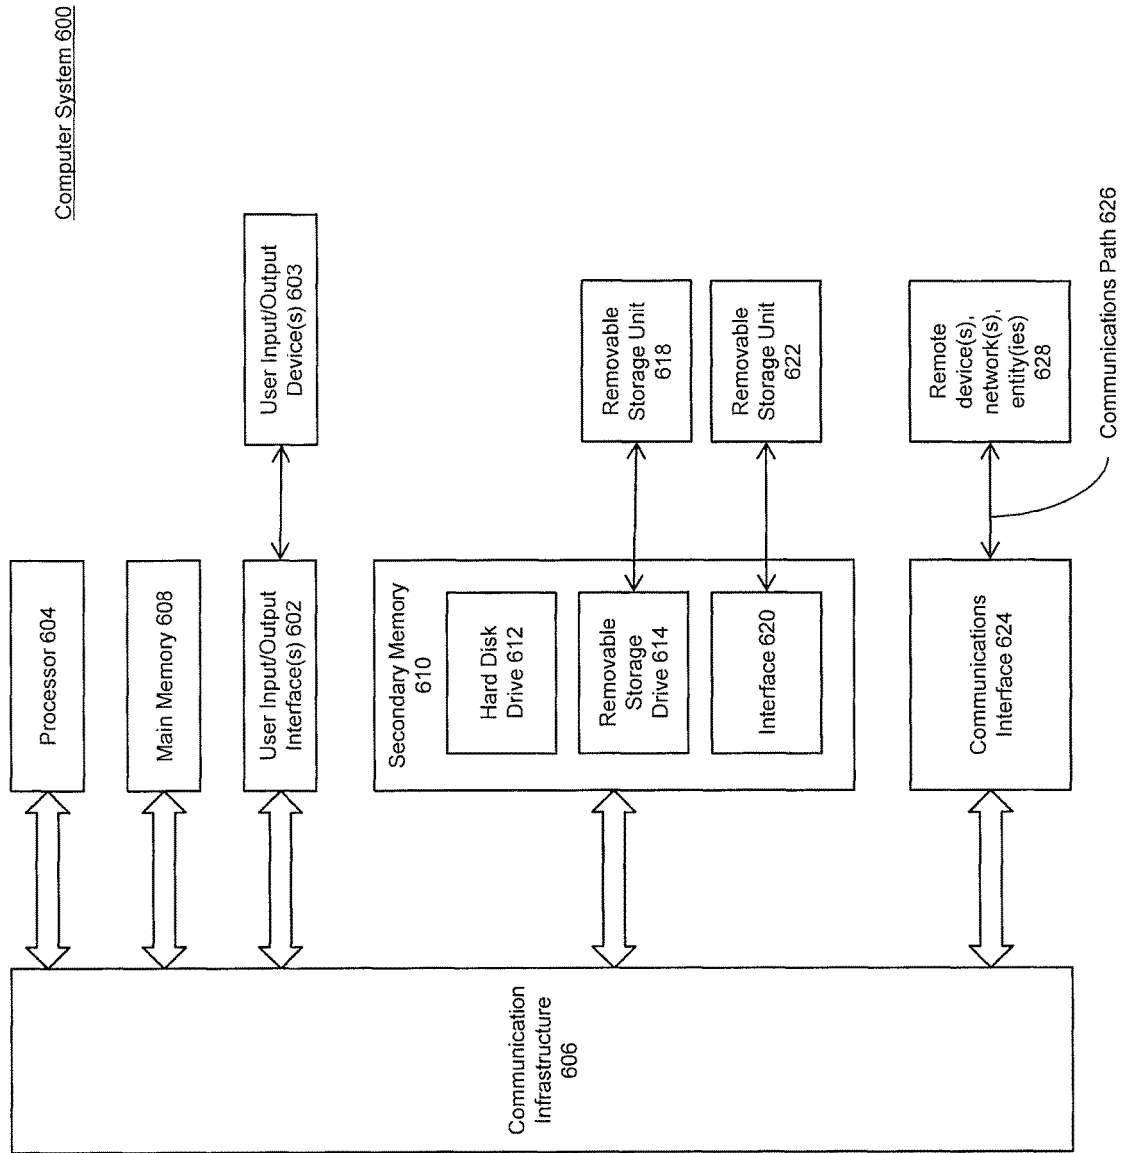 Computer System 600
Processor 604
Main Memory 608
User Input/Output
Interface(s) 602
User Input/Output
Device(s) 603
Secondary Memory
610
Hard Disk
Drive 612
Removable
Storage
Drive 614
Removable
Storage Unit
618
Interface 620
Removable
Storage Unit
622
Communications
Interface 624
Remote
device(s),
network(s),
entity(ies)
628
Communications Path 626
Communication
Infrastructure
606